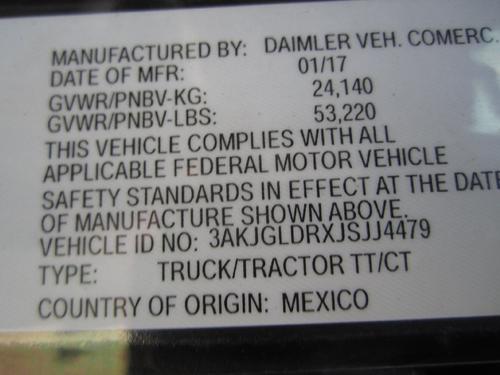 MANUFACTURED BY: DAIMLER VEH. COMERC.
DATE OF MFR: 01/17
GVWR/PNBV-KG: 24,140
GVWR/PNBV-LBS: 53,220
THIS VEHICLE COMPLIES WITH ALL
APPLICABLE FEDERAL MOTOR VEHICLE
SAFETY STANDARDS IN EFFECT AT THE DATE
OF MANUFACTURE SHOWN ABOVE.
VEHICLE ID NO: 3AKJGLDRXJSJJ4479
TYPE: TRUCK/TRACTOR TT/CT
COUNTRY OF ORIGIN: MEXICO